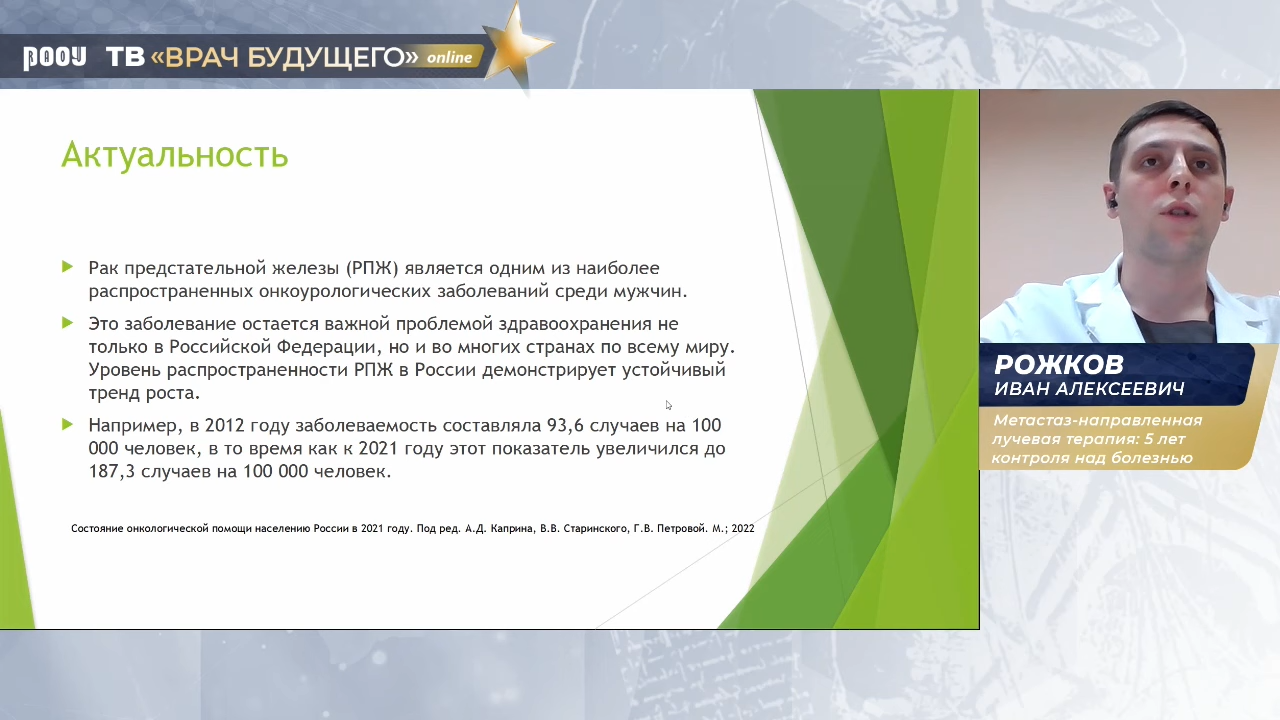 РООУ ТВ «ВРАЧ БУДУЩЕГО» online
Актуальность
Рак предстательной железы (РПЖ) является одним из наиболее
распространенных онкоурологических заболеваний среди мужчин.
Это заболевание остается важной проблемой здравоохранения не
только в Российской Федерации, но и во многих странах по всему миру.
Уровень распространенности РПЖ в России демонстрирует устойчивый
тренд роста.
Например, в 2012 году заболеваемость составляла 93,6 случаев на 100
000 человек, в то время как к 2021 году этот показатель увеличился до
187,3 случаев на 100 000 человек.
Состояние онкологической помощи населению России в 2021 году. Под ред. А.Д. Каприна, В.В. Старинского, Г.В. Петровой. М.; 2022
РОЖКОВ
ИВАН АЛЕКСЕЕВИЧ
Метастаз-направленная
лучевая терапия: 5 лет
контроля над болезнью